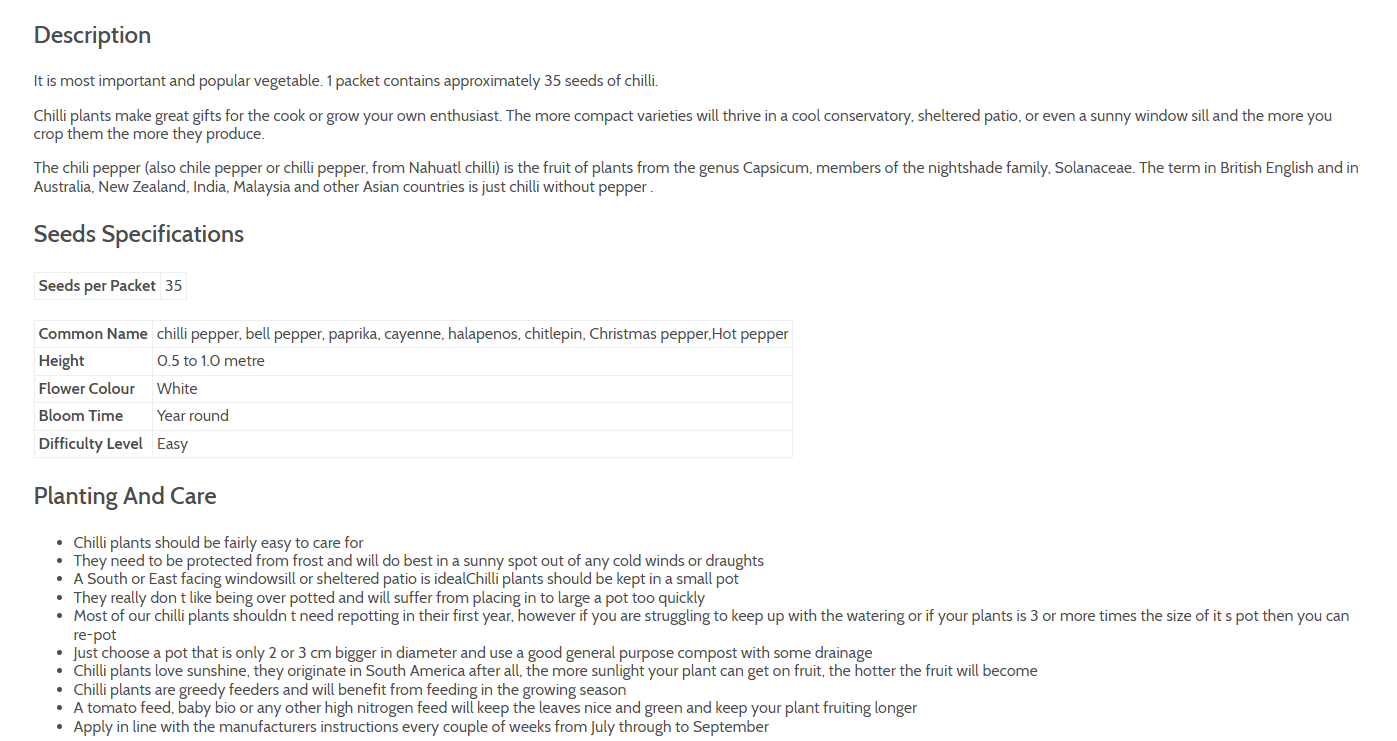 Description
It is most important and popular vegetable. 1 packet contains approximately 35 seeds of chilli.
Chilli plants make great gifts for the cook or grow your own enthusiast. The more compact varieties will thrive in a cool conservatory, sheltered patio, or even a sunny window sill and the more you
crop them the more they produce.
The chili pepper (also chile pepper or chilli pepper, from Nahuatl chilli) is the fruit of plants from the genus Capsicum, members of the nightshade family, Solanaceae. The term in British English and in
Australia, New Zealand, India, Malaysia and other Asian countries is just chilli without pepper .
Seeds Specifications
Seeds per Packet 35
Common Name chilli pepper, bell pepper, paprika, cayenne, halapenos, chitlepin, Christmas pepper,Hot pepper
Height 0.5 to 1.0 metre
Flower Colour White
Bloom Time Year round
Difficulty Level Easy
Planting And Care
• Chilli plants should be fairly easy to care for
• They need to be protected from frost and will do best in a sunny spot out of any cold winds or draughts
• A South or East facing windowsill or sheltered patio is idealChilli plants should be kept in a small pot
• They really don t like being over potted and will suffer from placing in to large a pot too quickly
• Most of our chilli plants shouldn t need repotting in their first year, however if you are struggling to keep up with the watering or if your plants is 3 or more times the size of it s pot then you can
re-pot
• Just choose a pot that is only 2 or 3 cm bigger in diameter and use a good general purpose compost with some drainage
• Chilli plants love sunshine, they originate in South America after all, the more sunlight your plant can get on fruit, the hotter the fruit will become
• Chilli plants are greedy feeders and will benefit from feeding in the growing season
• A tomato feed, baby bio or any other high nitrogen feed will keep the leaves nice and green and keep your plant fruiting longer
• Apply in line with the manufacturers instructions every couple of weeks from July through to September